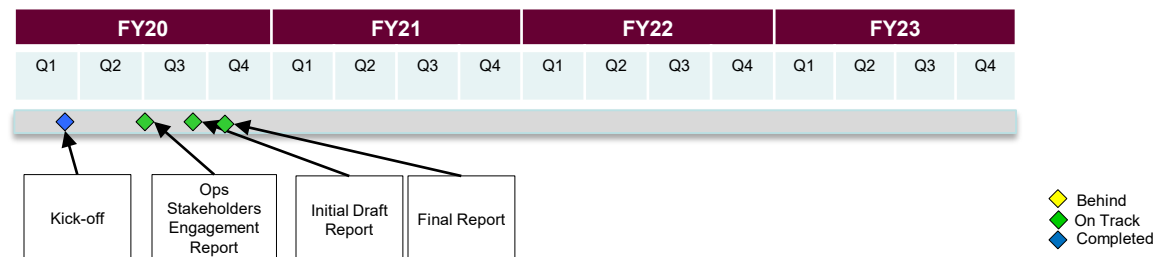 FY20 FY21 FY22 FY23
Q1 Q2 Q3 Q4 Q1 Q2 Q3 Q4 Q1 Q2 Q3 Q4 Q1 Q2 Q3 Q4
Kick-off
Ops
Stakeholders
Engagement
Report
Initial Draft
Report
Final Report
Behind
On Track
Completed